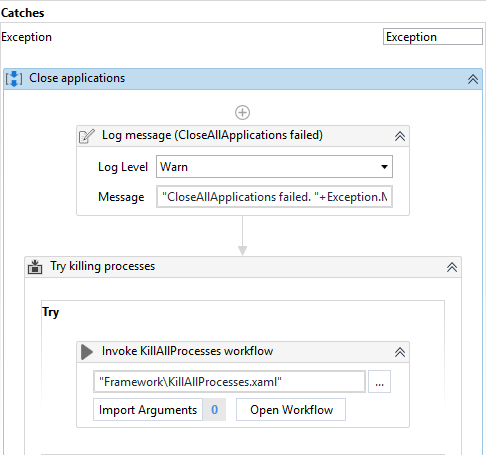 Catches
Exception Exception
Close applications
Log message (CloseAllApplications failed)
Log Level Warn
Message "CloseAllApplications failed. "+Exception.M
Try killing processes
Try
Invoke KillAllProcesses workflow
"Framework\KillAllProcesses.xaml" ...
Import Arguments 0 Open Workflow